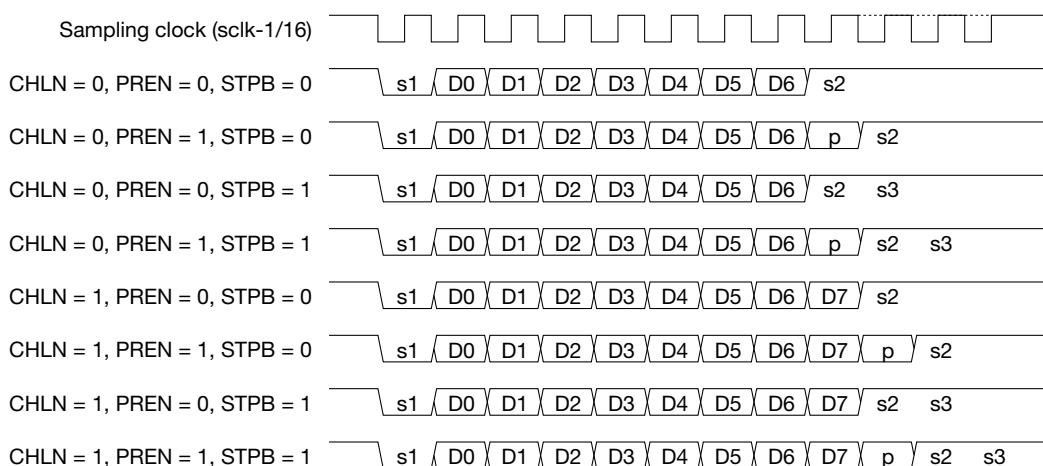 Sampling clock (sclk-1/16)
CHLN = 0, PREN = 0, STPB = 0 s1 D0 D1 D2 D3 D4 D5 D6 s2
CHLN = 0, PREN = 1, STPB = 0 s1 D0 D1 D2 D3 D4 D5 D6 p s2
CHLN = 0, PREN = 0, STPB = 1 s1 D0 D1 D2 D3 D4 D5 D6 s2 s3
CHLN = 0, PREN = 1, STPB = 1 s1 D0 D1 D2 D3 D4 D5 D6 p s2 s3
CHLN = 1, PREN = 0, STPB = 0 s1 D0 D1 D2 D3 D4 D5 D6 D7 s2
CHLN = 1, PREN = 1, STPB = 0 s1 D0 D1 D2 D3 D4 D5 D6 D7 p s2
CHLN = 1, PREN = 0, STPB = 1 s1 D0 D1 D2 D3 D4 D5 D6 D7 s2 s3
CHLN = 1, PREN = 1, STPB = 1 s1 D0 D1 D2 D3 D4 D5 D6 D7 p s2 s3